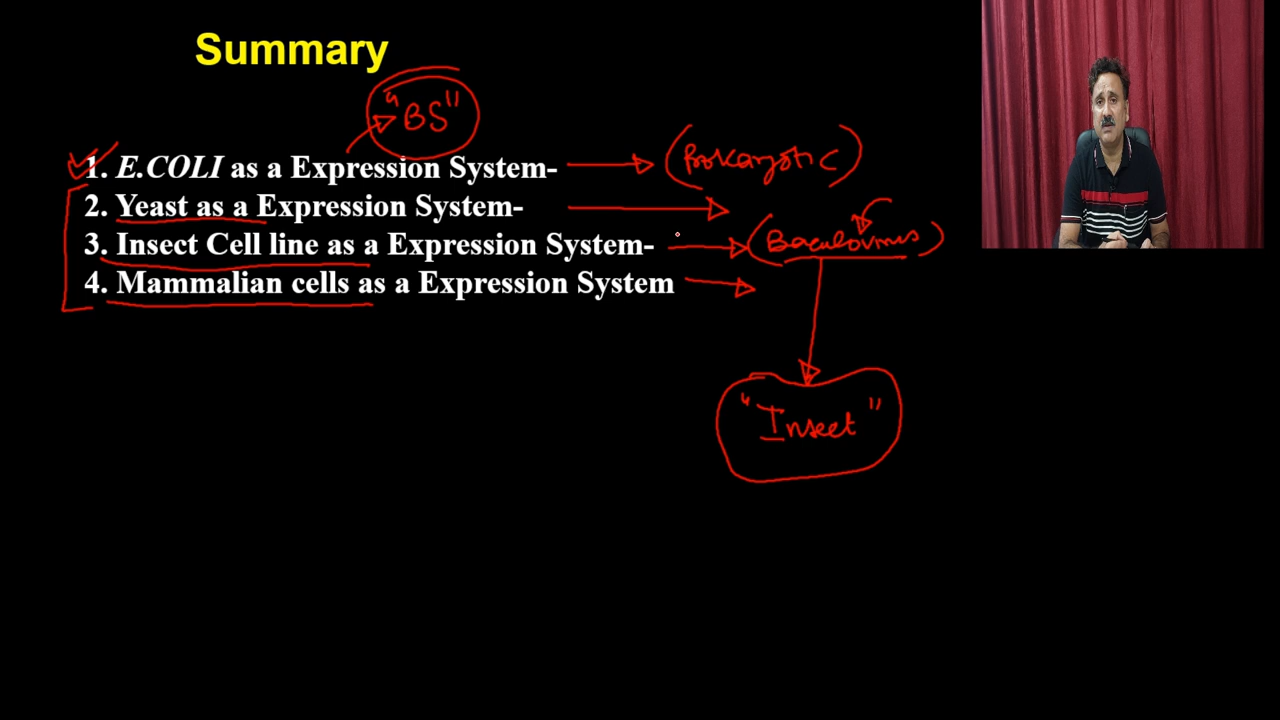 Summary
"BS"
1. E.COLI as a Expression System- (Prokaryotic)
2. Yeast as a Expression System-
3. Insect Cell line as a Expression System- (Baculovirus)
4. Mammalian cells as a Expression System
"Insect"